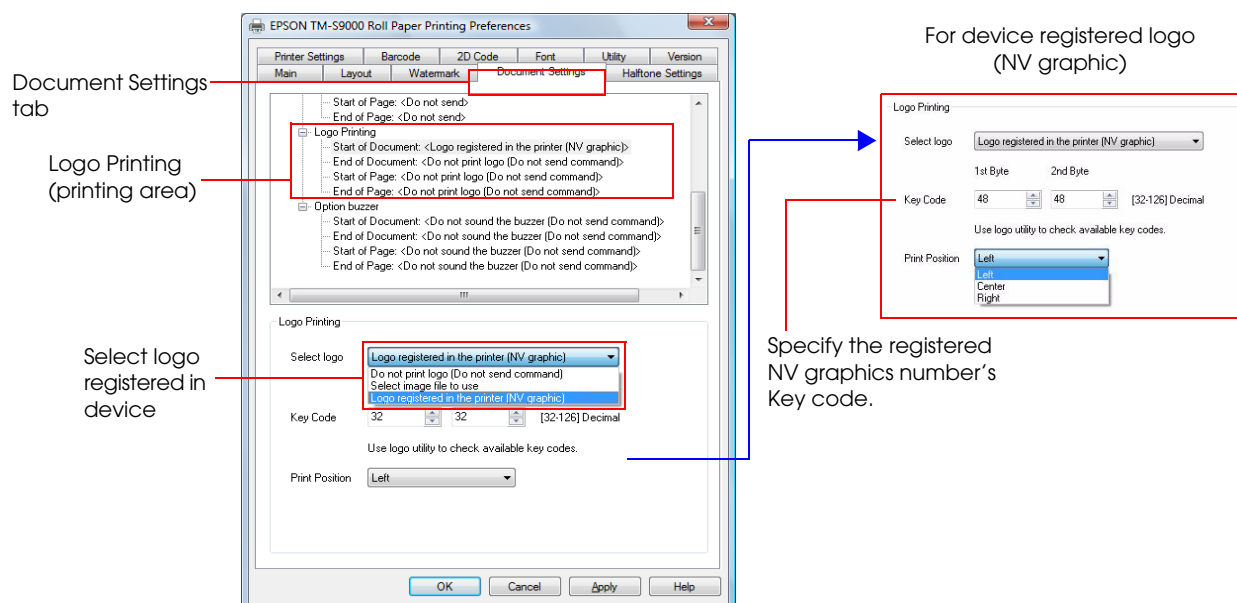 EPSON TM-S9000 Roll Paper Printing Preferences
Printer Settings Barcode 2D Code Font Utility Version
Main Layout Watermark Document Settings Halftone Settings
Document Settings
tab
Start of Page: <Do not send>
End of Page: <Do not send>
Logo Printing
Start of Document: <Logo registered in the printer (NV graphic)>
End of Document: <Do not print logo (Do not send command)>
Start of Page: <Do not print logo (Do not send command)>
End of Page: <Do not print logo (Do not send command)>
Option buzzer
Start of Document: <Do not sound the buzzer (Do not send command)>
End of Document: <Do not sound the buzzer (Do not send command)>
Start of Page: <Do not sound the buzzer (Do not send command)>
End of Page: <Do not sound the buzzer (Do not send command)>
Logo Printing
(printing area)
Logo Printing
Select logo Logo registered in the printer (NV graphic)
Do not print logo (Do not send command)
Select image file to use
Logo registered in the printer (NV graphic)
Select logo
registered in
device
Key Code 32 32 [32-126] Decimal
Use logo utility to check available key codes.
Print Position Left
OK Cancel Apply Help
For device registered logo
(NV graphic)
Logo Printing
Select logo Logo registered in the printer (NV graphic)
1st Byte 2nd Byte
Key Code 48 48 [32-126] Decimal
Use logo utility to check available key codes.
Print Position Left
Left
Center
Right
Specify the registered
NV graphics number's
Key code.